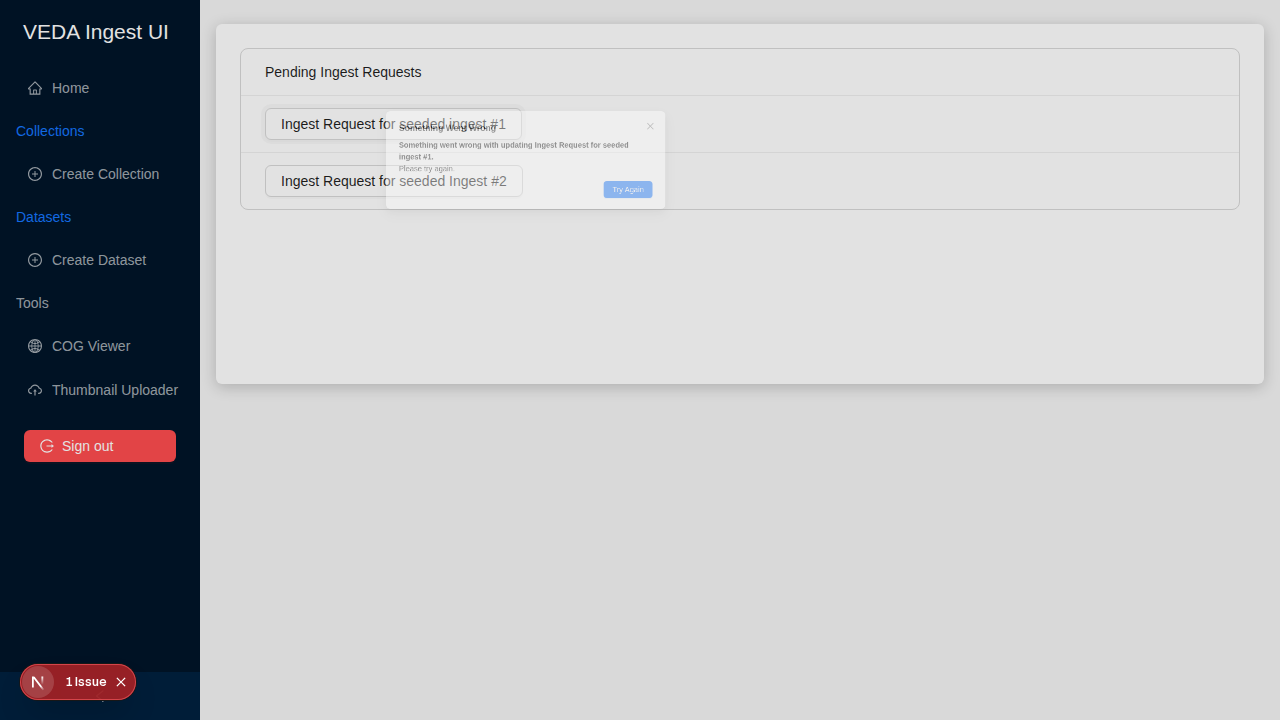 VEDA Ingest UI
Home
Collections
Create Collection
Datasets
Create Dataset
Tools
COG Viewer
Thumbnail Uploader
Sign out
1 Issue
Pending Ingest Requests
Ingest Request for seeded ingest #1
Ingest Request for seeded Ingest #2
Something Went Wrong
Something went wrong with updating Ingest Request for seeded
ingest #1.
Please try again.
Try Again